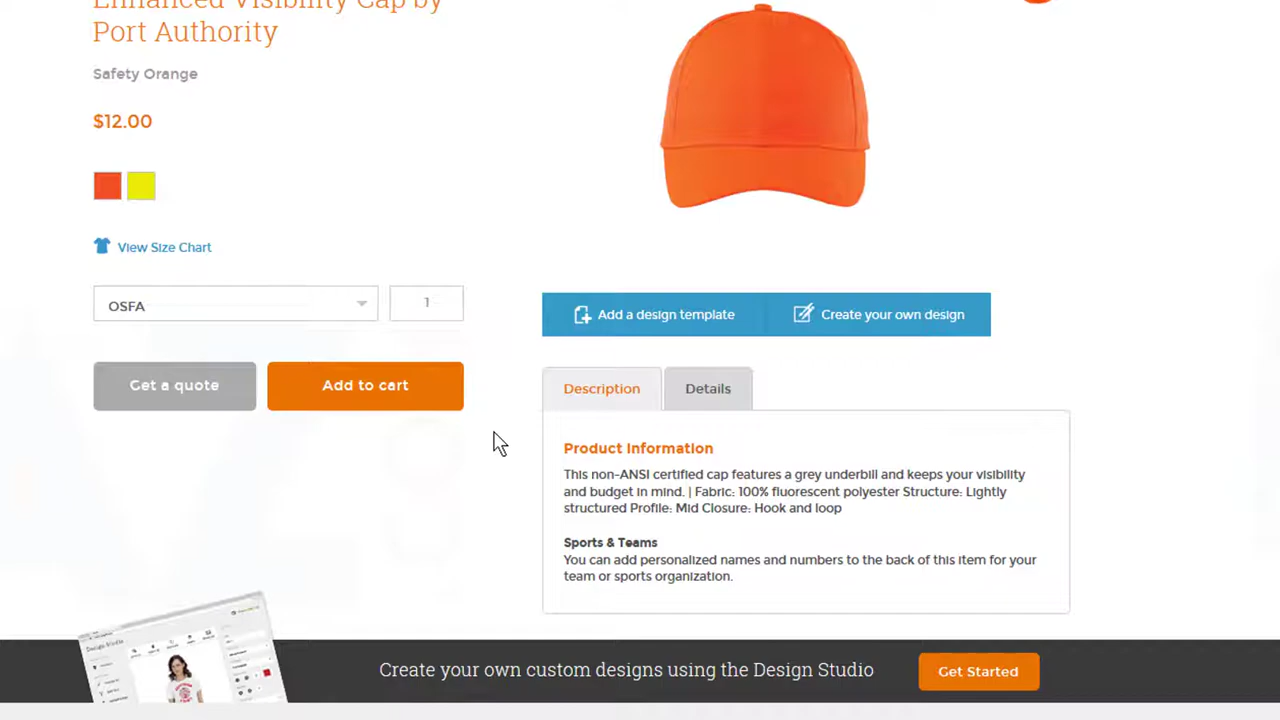 Enhanced Visibility Cap by
Port Authority
Safety Orange
$12.00
View Size Chart
OSFA
1
Get a quote
Add to cart
Add a design template
Create your own design
Description
Details
Product Information
This non-ANSI certified cap features a grey underbill and keeps your visibility
and budget in mind. | Fabric: 100% fluorescent polyester Structure: Lightly
structured Profile: Mid Closure: Hook and loop
Sports & Teams
You can add personalized names and numbers to the back of this item for your
team or sports organization.
Design Studio
Create your own custom designs using the Design Studio
Get Started